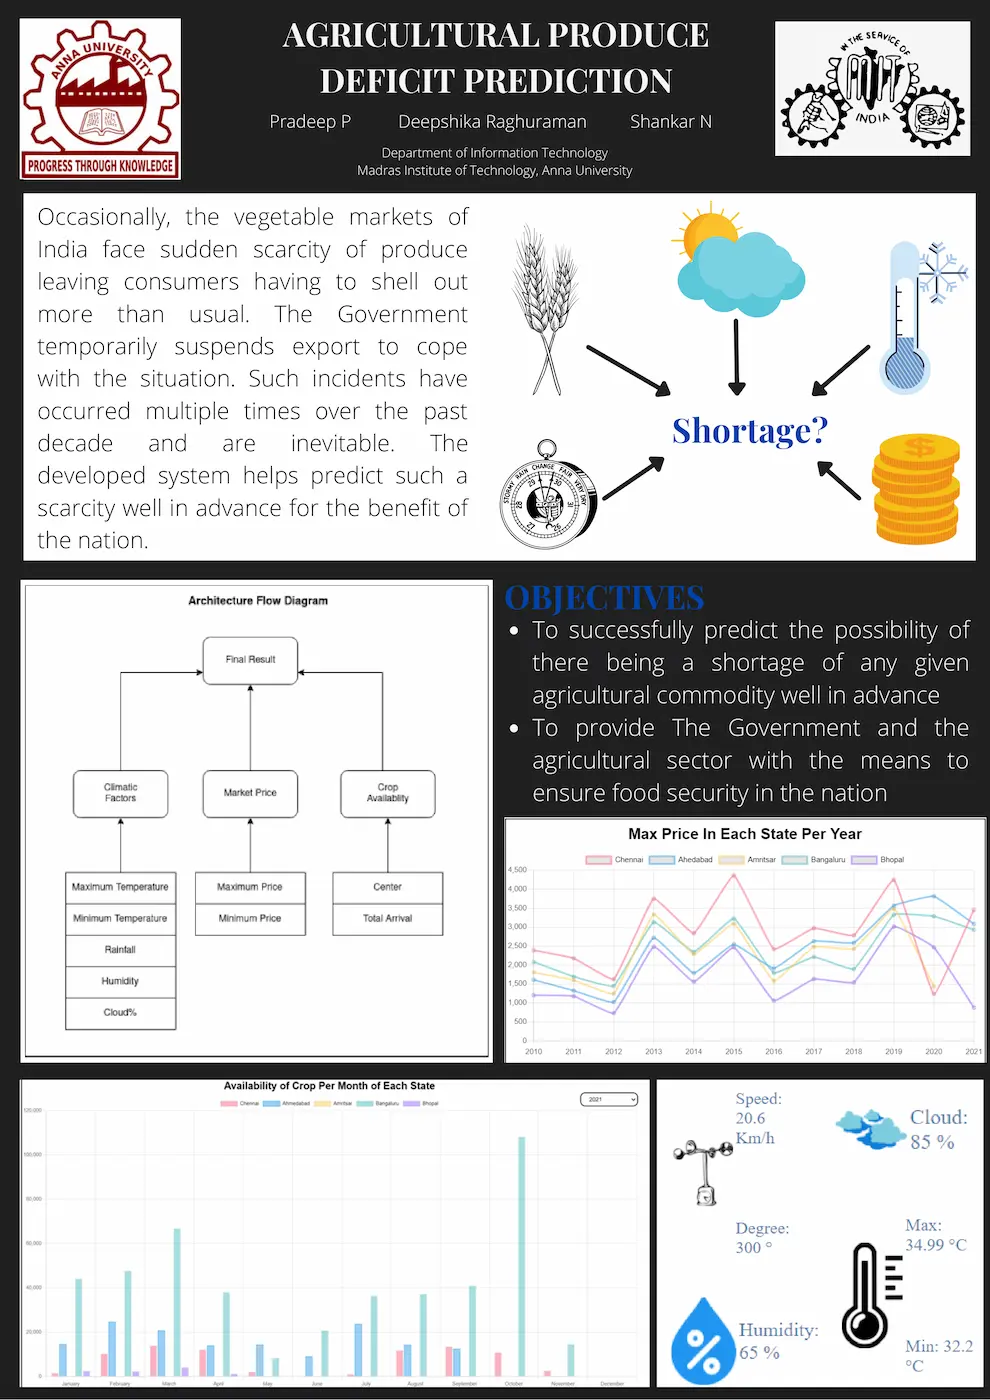 AGRICULTURAL PRODUCE
DEFICIT PREDICTION
Pradeep P Deepshika Raghuraman Shankar N
Department of Information Technology
Madras Institute of Technology, Anna University
ANNA UNIVERSITY
PROGRESS THROUGH KNOWLEDGE
IN THE SERVICE OF
INDIA
Occasionally, the vegetable markets of
India face sudden scarcity of produce
leaving consumers having to shell out
more than usual. The Government
temporarily suspends export to cope
with the situation. Such incidents have
occurred multiple times over the past
decade and are inevitable. The
developed system helps predict such a
scarcity well in advance for the benefit of
the nation.
Shortage?
STORMY RAIN CHANGE FAIR VERY DRY
$
Architecture Flow Diagram
Final Result
Climatic
Factors
Market Price
Crop
Availablity
Maximum Temperature
Minimum Temperature
Rainfall
Humidity
Cloud%
Maximum Price
Minimum Price
Center
Total Arrival
OBJECTIVES
• To successfully predict the possibility of
there being a shortage of any given
agricultural commodity well in advance
• To provide The Government and the
agricultural sector with the means to
ensure food security in the nation
Max Price In Each State Per Year
Chennai Ahedabad Amritsar Bangaluru Bhopal
4,500
4,000
3,500
3,000
2,500
2,000
1,500
1,000
500
0
2010 2011 2012 2013 2014 2015 2016 2017 2018 2019 2020 2021
Availability of Crop Per Month of Each State
Chennai Ahmedabad Amritsar Bangaluru Bhopal
2021
120,000
100,000
80,000
60,000
40,000
20,000
0
January February March April May June July August September October November December
Speed:
20.6
Km/h
Cloud:
85 %
Degree:
300 °
Max:
34.99 °C
Humidity:
65 %
Min: 32.2
°C
%